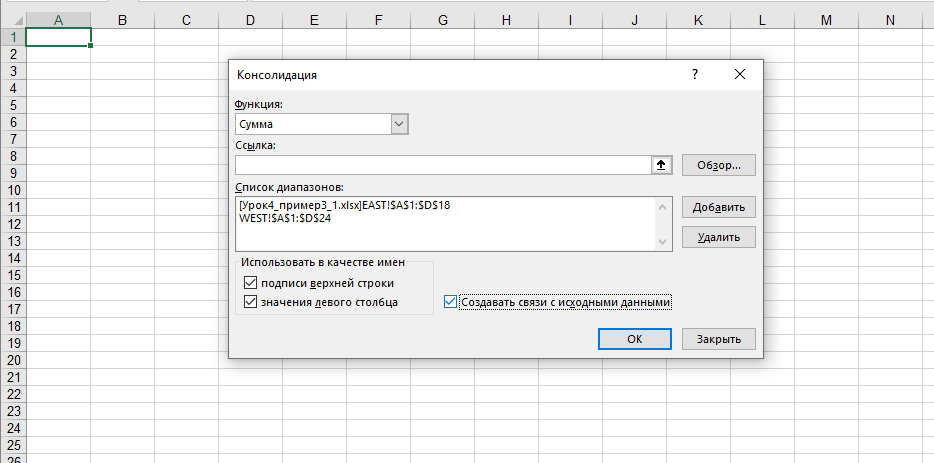 A B C D E F G H I J K L M N
1
2
3
4
5
6
7
8
9
10
11
12
13
14
15
16
17
18
19
20
21
22
23
24
25
26
Консолидация ?
Функция:
Сумма
Ссылка:
Обзор...
Список диапазонов:
[Урок4_пример3_1.xlsx]EAST!$A$1:$D$18
WEST!$A$1:$D$24
Добавить
Удалить
Использовать в качестве имен
подписи верхней строки
значения левого столбца
Создавать связи с исходными данными
ОК
Закрыть